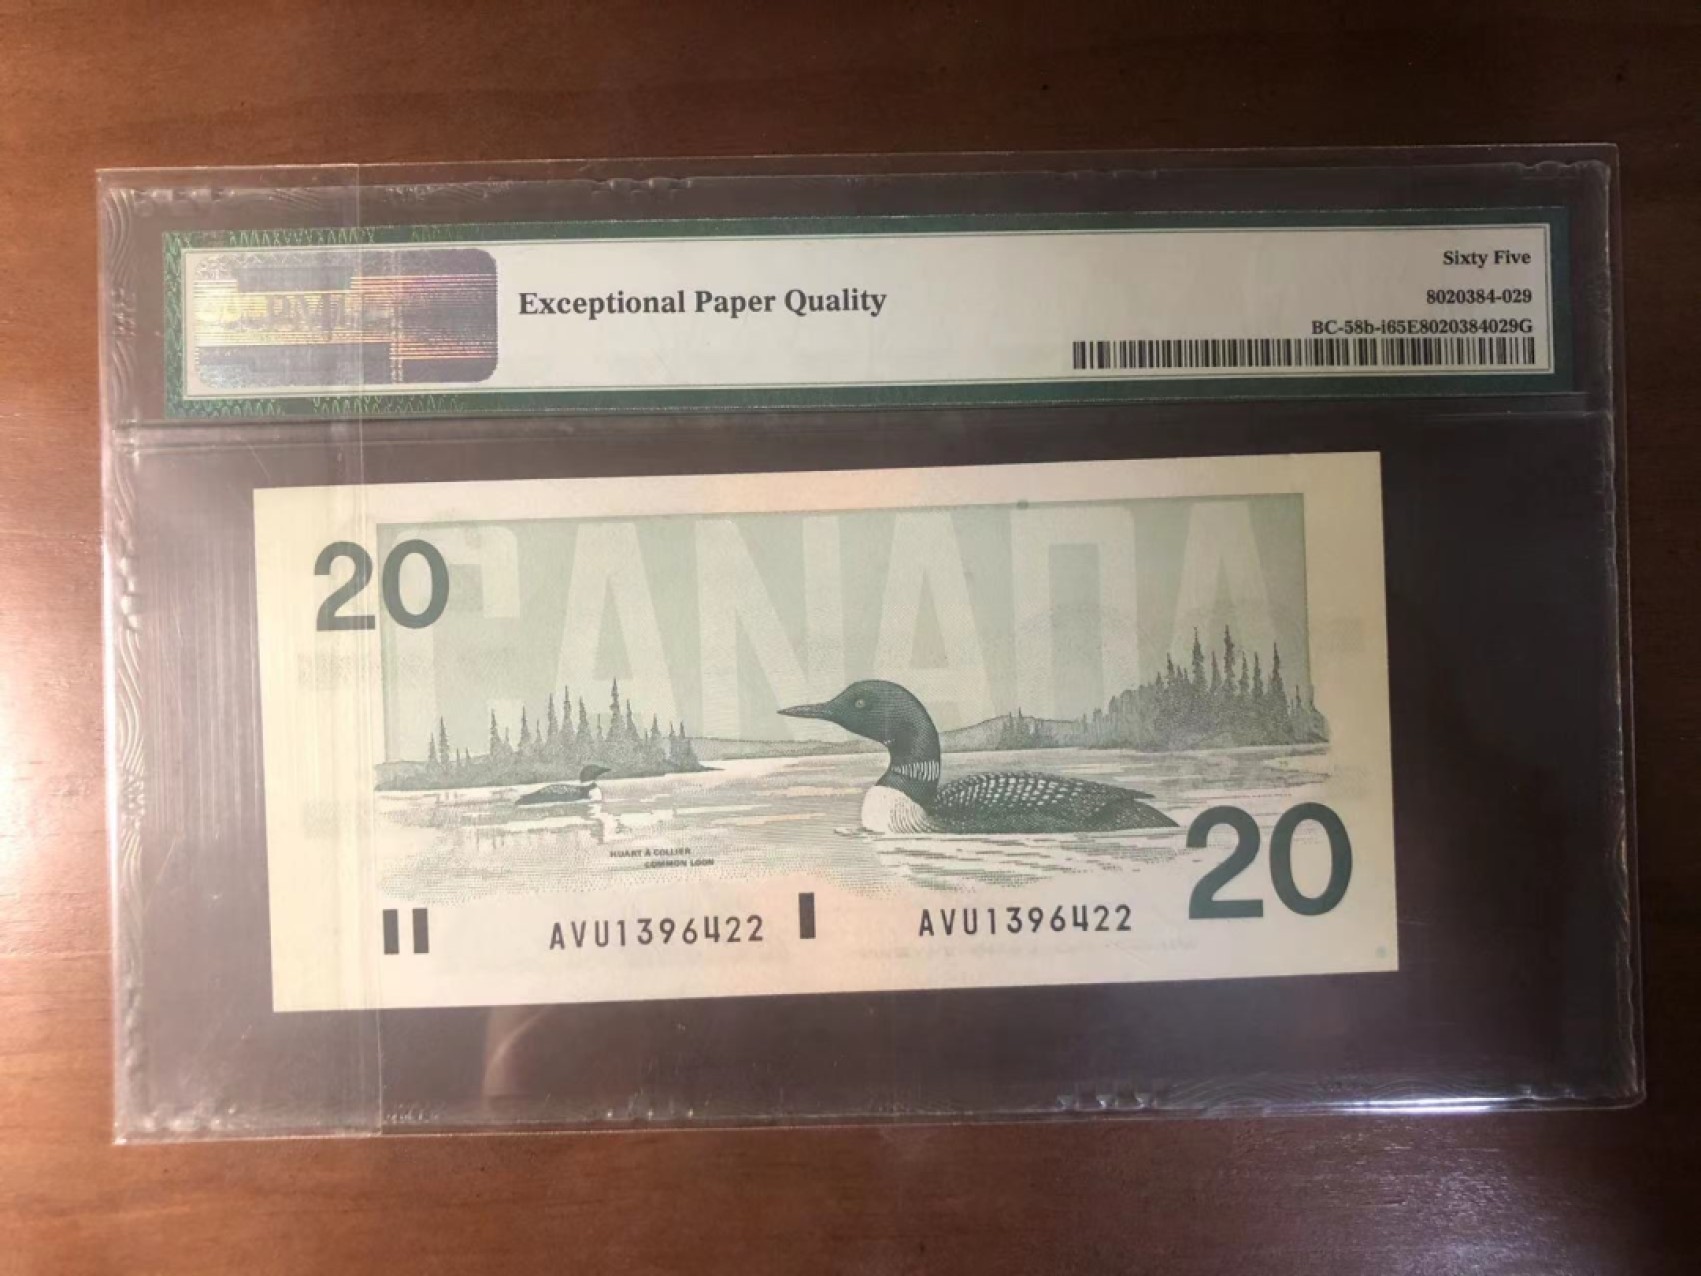 PMG
Exceptional Paper Quality
Sixty Five
8020384-029
BC-58b-i65E8020384029G
CANADA
20
HUART À COLLIER
COMMON LOON
20
AVU1396422 AVU1396422